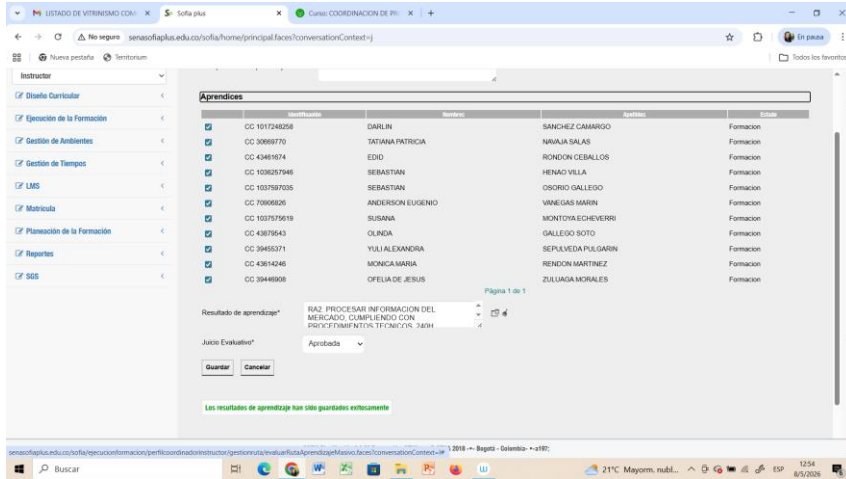 LISTADO DE VITRINISMO COM
Sofia plus
Curso: COORDINACION DE PR
No seguro
senasofiaplus.edu.co/sofia/home/principal.faces?conversationContext=j
En pausa
Nueva pestaña
Territorium
Todos los favoritos
Instructor
Diseño Curricular
Ejecución de la Formación
Gestión de Ambientes
Gestión de Tiempos
LMS
Matrícula
Planeación de la Formación
Reportes
SGS
Aprendices
Identificación Nombres Apellidos Estado
CC 1017248258 DARLIN SANCHEZ CAMARGO Formacion
CC 30669770 TATIANA PATRICIA NAVAJA SALAS Formacion
CC 43461674 EDID RONDON CEBALLOS Formacion
CC 1036257946 SEBASTIAN HENAO VILLA Formacion
CC 1037597035 SEBASTIAN OSORIO GALLEGO Formacion
CC 70906826 ANDERSON EUGENIO VANEGAS MARIN Formacion
CC 1037575619 SUSANA MONTOYA ECHEVERRI Formacion
CC 43879543 OLINDA GALLEGO SOTO Formacion
CC 39455371 YULI ALEXANDRA SEPULVEDA PULGARIN Formacion
CC 43614246 MONICA MARIA RENDON MARTINEZ Formacion
CC 39446908 OFELIA DE JESUS ZULUAGA MORALES Formacion
Página 1 de 1
Resultado de aprendizaje*
RA2. PROCESAR INFORMACION DEL
MERCADO, CUMPLIENDO CON
PROCEDIMIENTOS TECNICOS. 240H
Juicio Evaluativo*
Aprobada
Guardar Cancelar
Los resultados de aprendizaje han sido guardados exitosamente
2018 -•- Bogotá - Colombia-
senasofiaplus.edu.co/sofia/ejecucionformacion/perfilcoordinadorinstructor/gestionruta/evaluarRutaAprendizajeMasivo.faces?conversationContext=j#
Buscar
21°C Mayorm. nubl...
ESP
12:54
8/5/2026